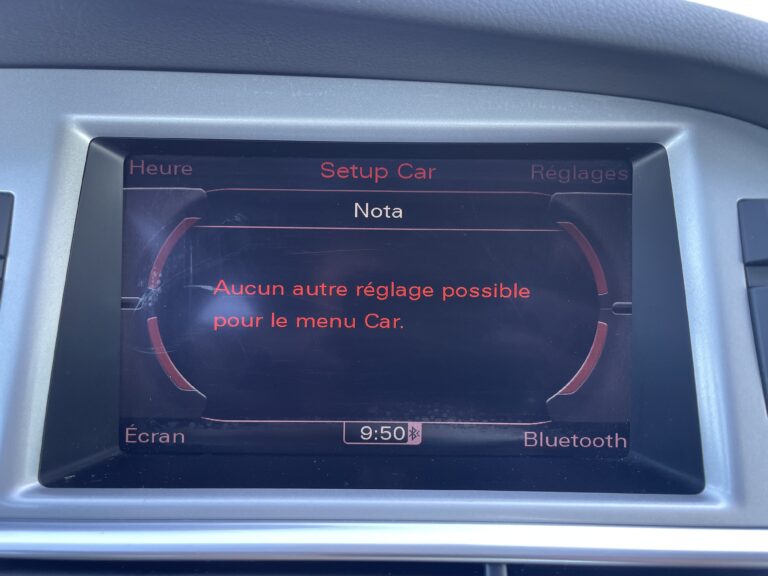 Heure Setup Car Réglages
Nota
Aucun autre réglage possible
pour le menu Car.
Écran 9:50 Bluetooth